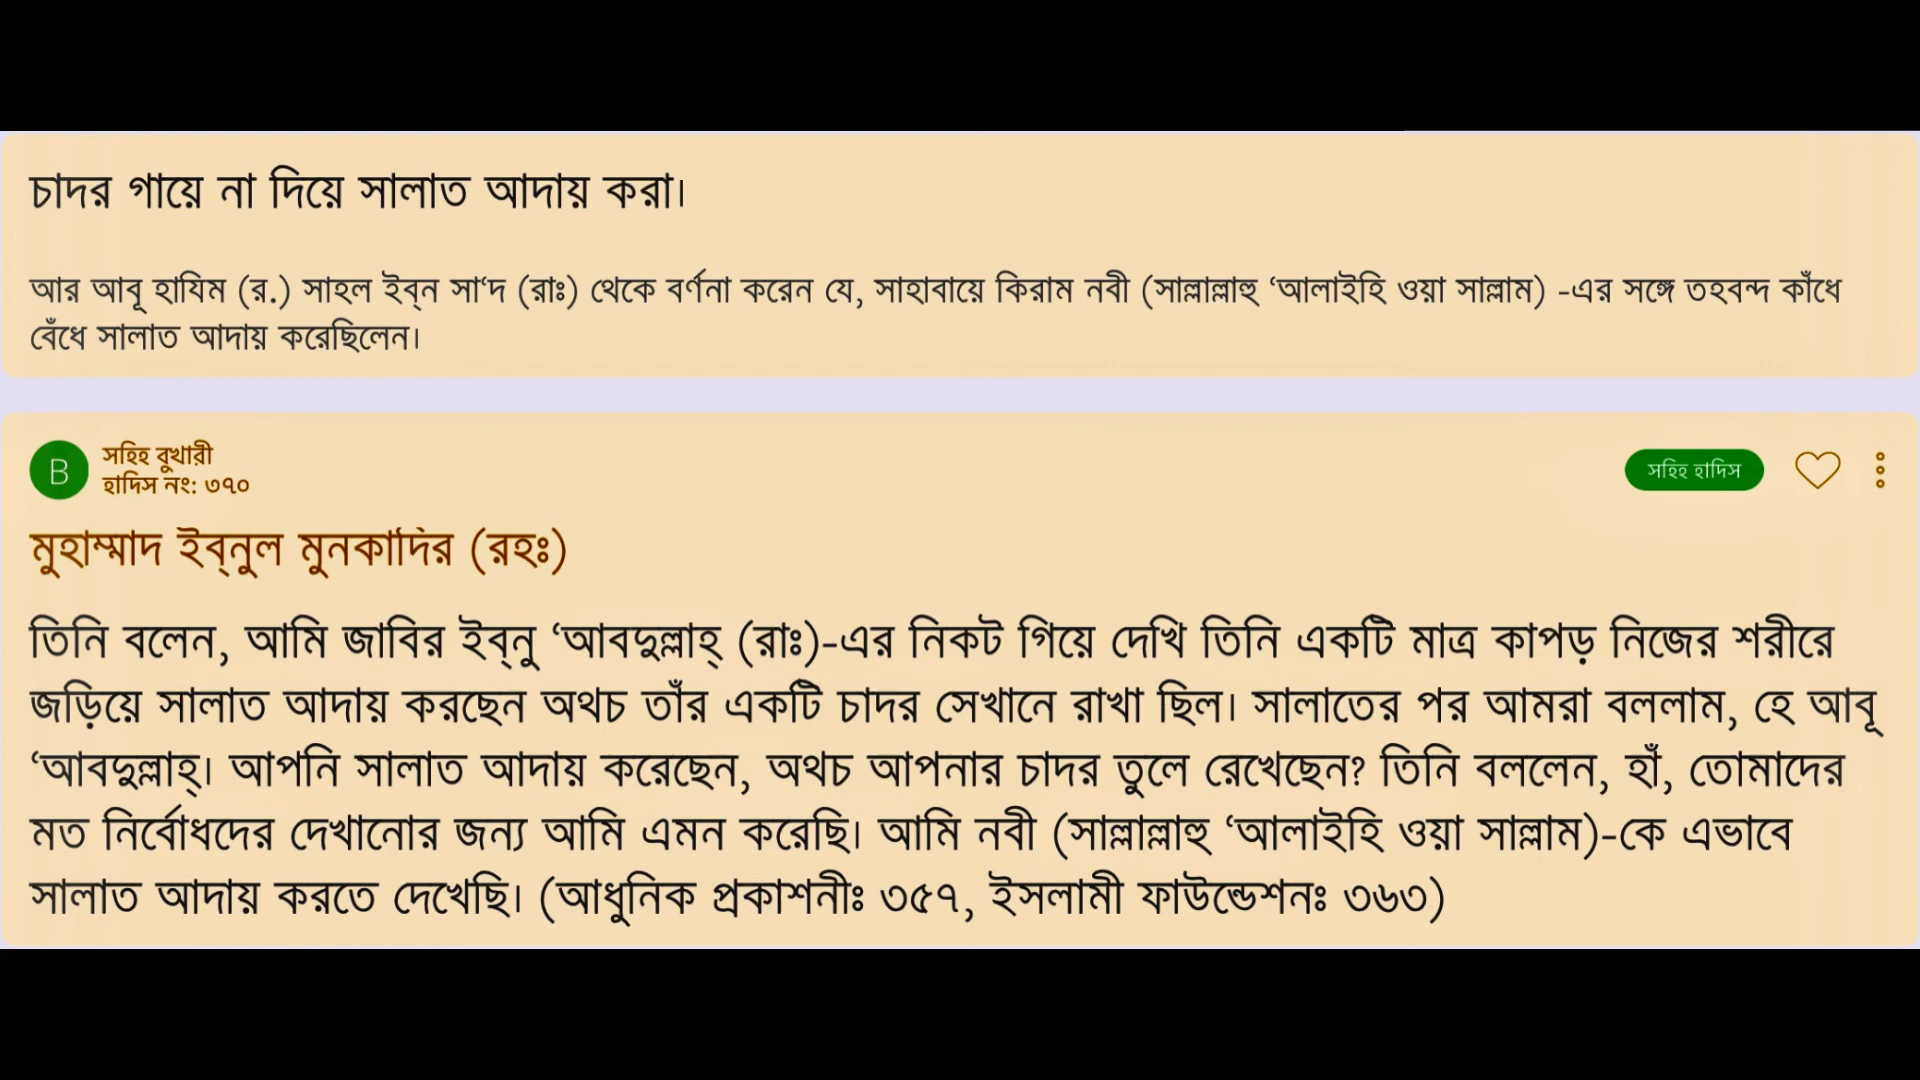 চাদর গায়ে না দিয়ে সালাত আদায় করা।
আর আবূ হাযিম (র.) সাহল ইব্‌ন সা‘দ (রাঃ) থেকে বর্ণনা করেন যে, সাহাবায়ে কিরাম নবী (সাল্লাল্লাহু ‘আলাইহি ওয়া সাল্লাম) -এর সঙ্গে তহবন্দ কাঁধে
বেঁধে সালাত আদায় করেছিলেন।
B
সহিহ বুখারী
হাদিস নং: ৩৭০
সহিহ হাদিস
মুহাম্মাদ ইব্‌নুল মুনকাদির (রহঃ)
তিনি বলেন, আমি জাবির ইব্‌নু ‘আবদুল্লাহ্ (রাঃ)-এর নিকট গিয়ে দেখি তিনি একটি মাত্র কাপড় নিজের শরীরে
জড়িয়ে সালাত আদায় করছেন অথচ তাঁর একটি চাদর সেখানে রাখা ছিল। সালাতের পর আমরা বললাম, হে আবূ
‘আবদুল্লাহ্। আপনি সালাত আদায় করেছেন, অথচ আপনার চাদর তুলে রেখেছেন? তিনি বললেন, হাঁ, তোমাদের
মত নির্বোধদের দেখানোর জন্য আমি এমন করেছি। আমি নবী (সাল্লাল্লাহু ‘আলাইহি ওয়া সাল্লাম)-কে এভাবে
সালাত আদায় করতে দেখেছি। (আধুনিক প্রকাশনীঃ ৩৫৭, ইসলামী ফাউন্ডেশনঃ ৩৬৩)